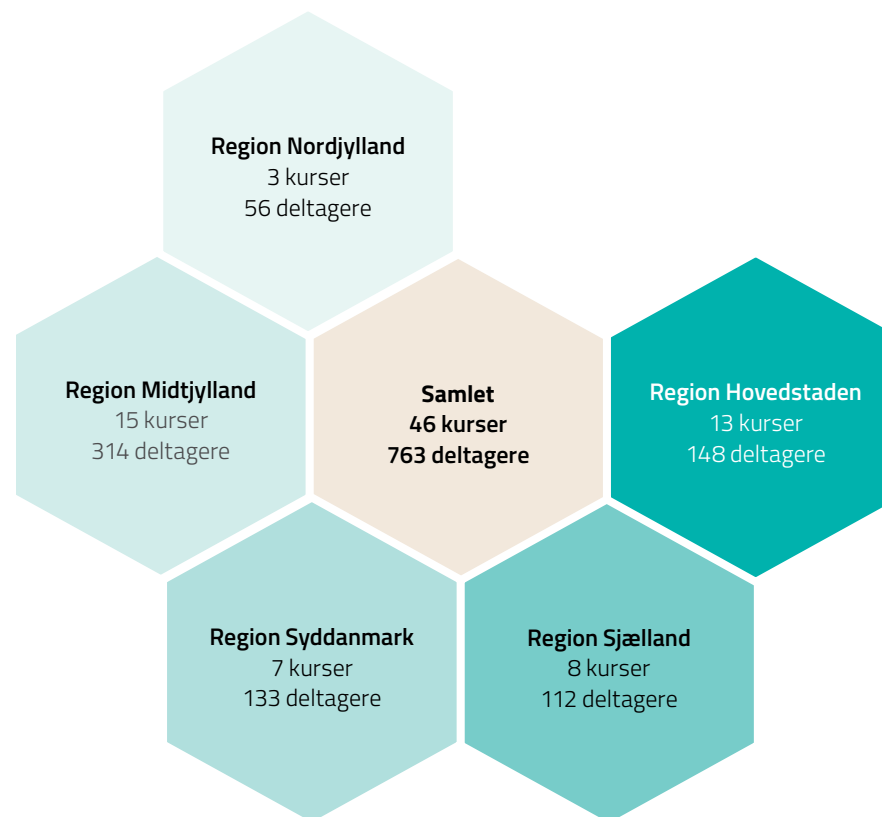 Region Nordjylland
3 kurser
56 deltagere
Region Midtjylland
15 kurser
314 deltagere
Samlet
46 kurser
763 deltagere
Region Hovedstaden
13 kurser
148 deltagere
Region Syddanmark
7 kurser
133 deltagere
Region Sjælland
8 kurser
112 deltagere